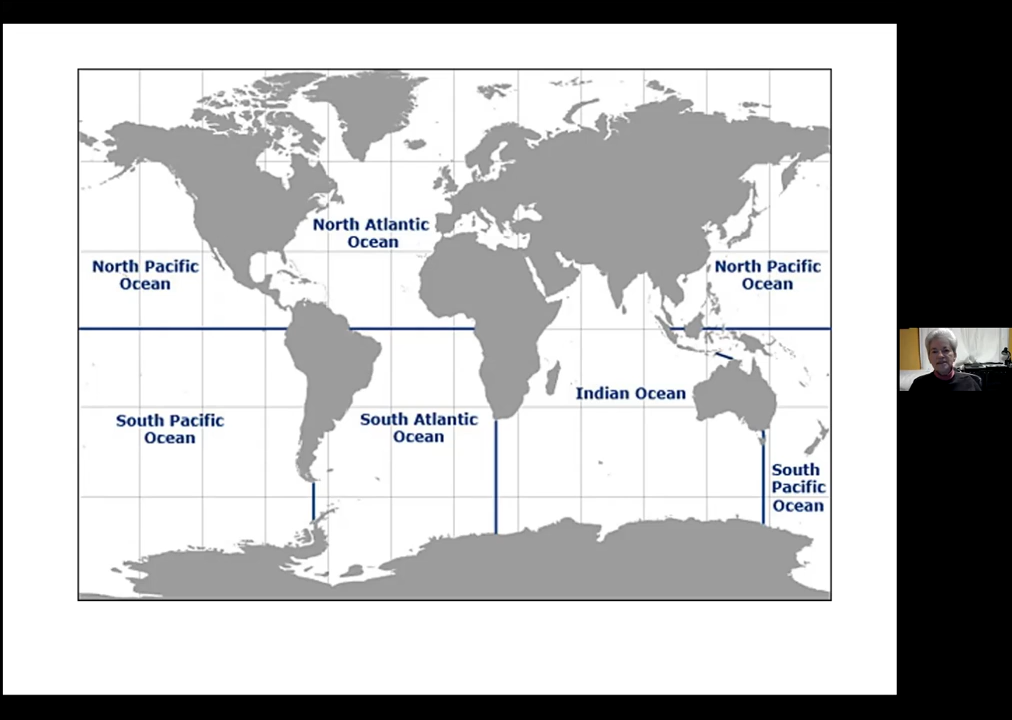 North Atlantic
Ocean
North Pacific
Ocean
North Pacific
Ocean
Indian Ocean
South Pacific
Ocean
South Atlantic
Ocean
South
Pacific
Ocean